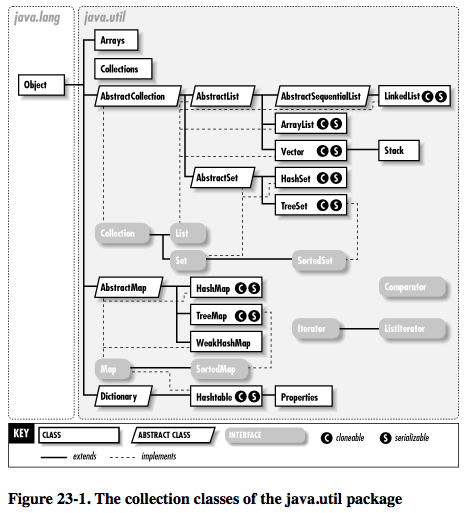 java.lang
java.util
Arrays
Collections
Object
AbstractCollection
AbstractList
AbstractSequentialList
LinkedList C S
ArrayList C S
Vector C S
Stack
AbstractSet
HashSet C S
TreeSet C S
Collection
List
Set
SortedSet
AbstractMap
HashMap C S
Comparator
TreeMap C S
Iterator
ListIterator
WeakHashMap
Map
SortedMap
Dictionary
Hashtable C S
Properties
KEY
CLASS
ABSTRACT CLASS
INTERFACE
C cloneable
S serializable
extends
implements
Figure 23-1. The collection classes of the java.util package